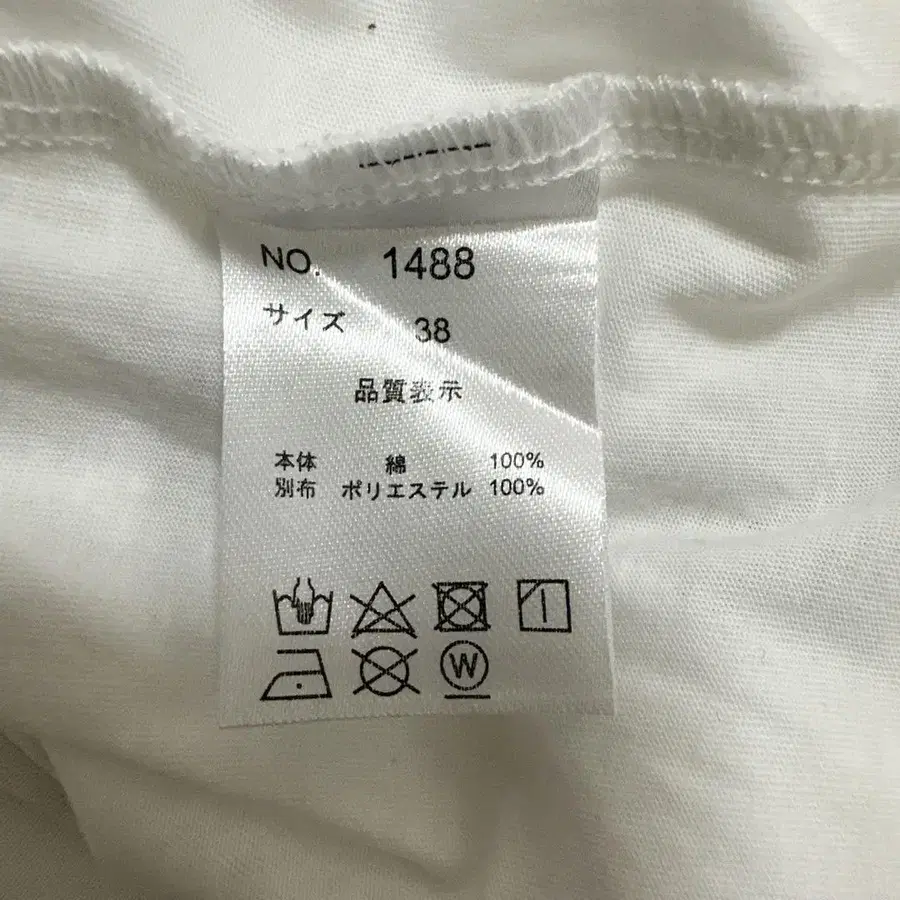 NO. 1488
サイズ 38
品質表示
本体 綿 100%
別布 ポリエステル 100%
W